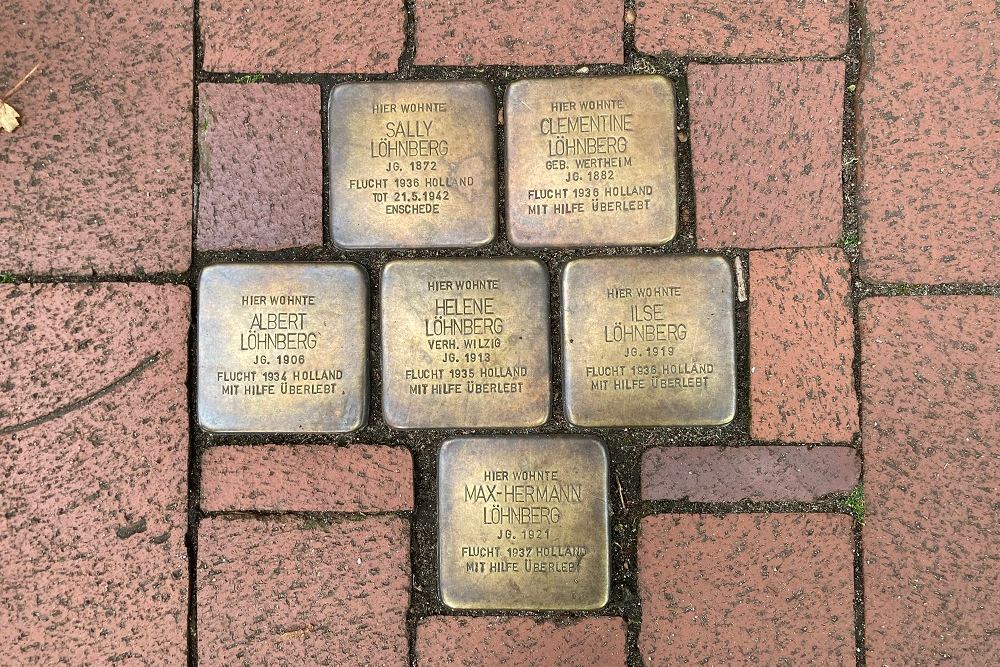 HIER WOHNTE
SALLY
LÖHNBERG
JG. 1872
FLUCHT 1936 HOLLAND
TOT 21.5.1942
ENSCHEDE
HIER WOHNTE
CLEMENTINE
LÖHNBERG
GEB. WERTHEIM
JG. 1882
FLUCHT 1936 HOLLAND
MIT HILFE ÜBERLEBT
HIER WOHNTE
ALBERT
LÖHNBERG
JG. 1906
FLUCHT 1934 HOLLAND
MIT HILFE ÜBERLEBT
HIER WOHNTE
HELENE
LÖHNBERG
VERH. WILZIG
JG. 1913
FLUCHT 1935 HOLLAND
MIT HILFE ÜBERLEBT
HIER WOHNTE
ILSE
LÖHNBERG
JG. 1919
FLUCHT 1936 HOLLAND
MIT HILFE ÜBERLEBT
HIER WOHNTE
MAX-HERMANN
LÖHNBERG
JG. 1921
FLUCHT 1937 HOLLAND
MIT HILFE ÜBERLEBT